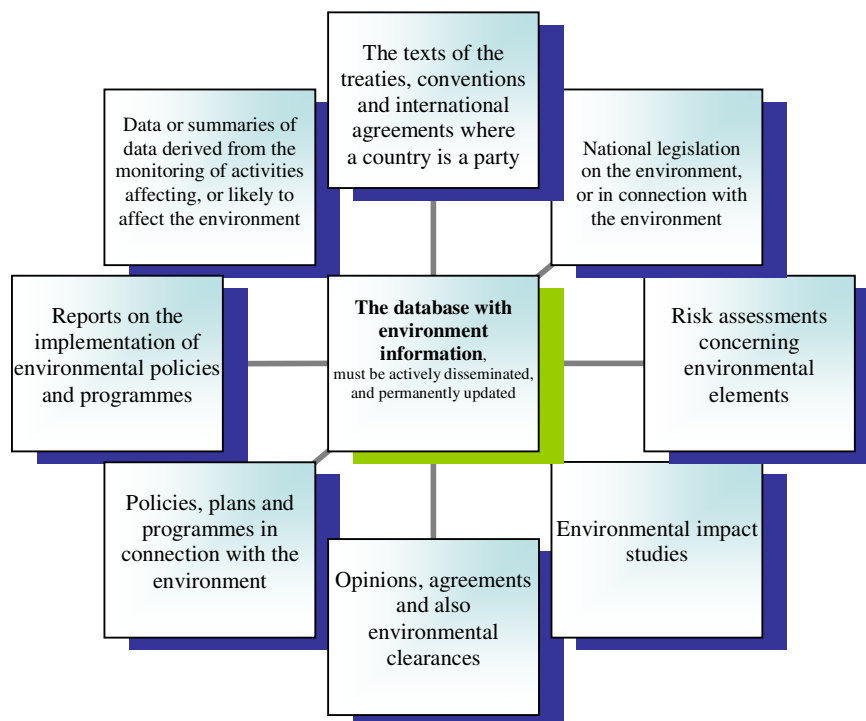 The texts of the
treaties, conventions
and international
agreements where
a country is a party
Data or summaries of
data derived from the
monitoring of activities
affecting, or likely to
affect the environment
National legislation
on the environment,
or in connection with
the environment
Reports on the
implementation of
environmental policies
and programmes
The database with
environment
information,
must be actively disseminated,
and permanently updated
Risk assessments
concerning
environmental
elements
Policies, plans and
programmes in
connection with the
environment
Opinions, agreements
and also
environmental
clearances
Environmental impact
studies